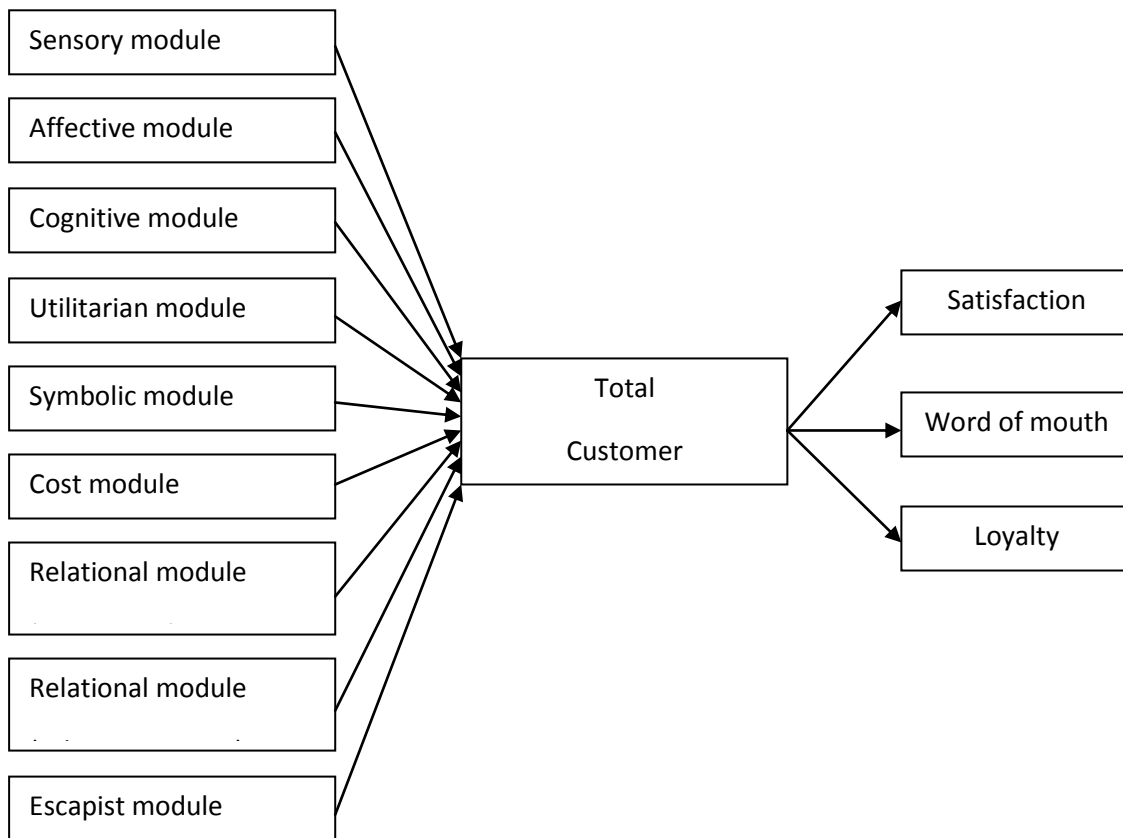 Sensory module
Affective module
Cognitive module
Utilitarian module
Symbolic module
Cost module
Relational module
Relational module
Escapist module
Total
Customer
Satisfaction
Word of mouth
Loyalty